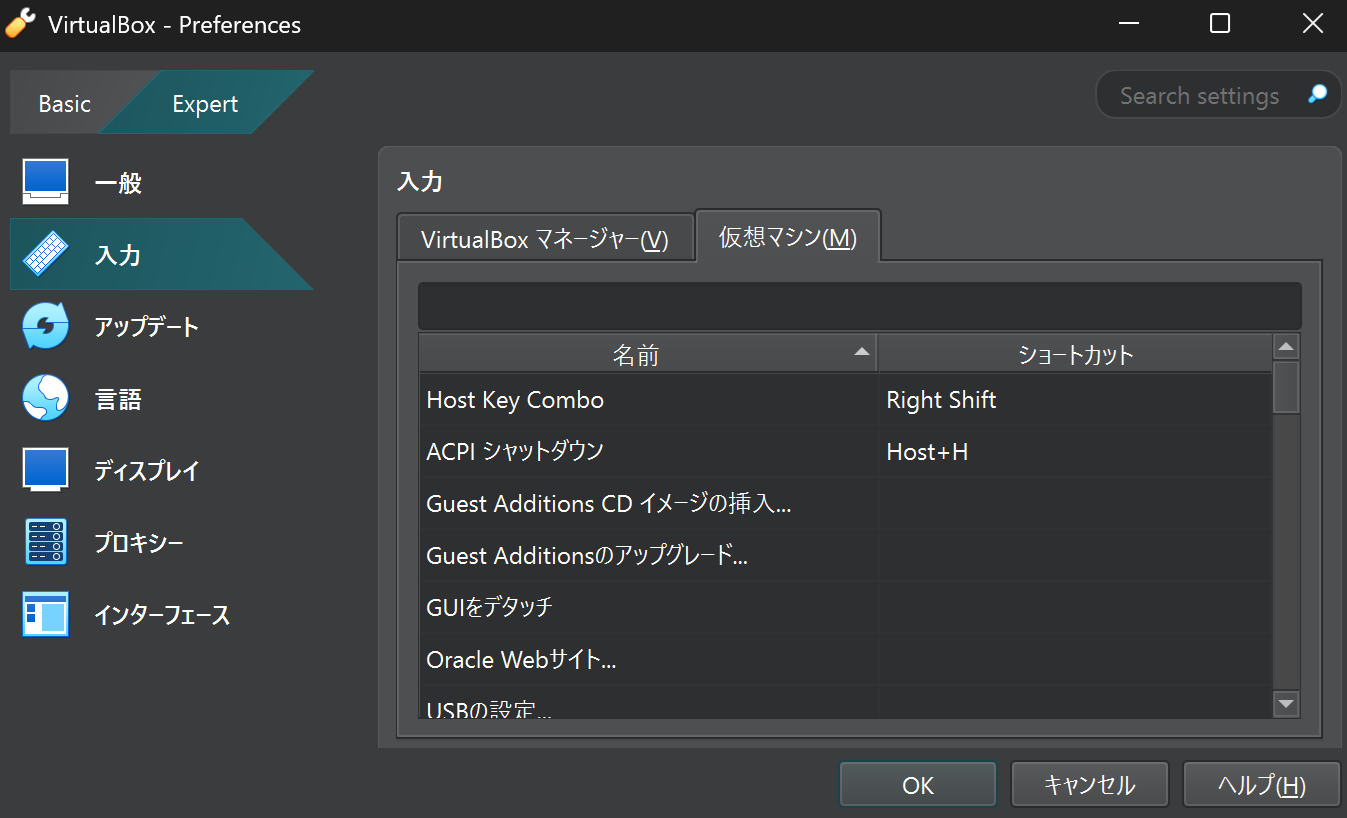 VirtualBox - Preferences
Basic
Expert
Search settings
一般
入力
アップデート
言語
ディスプレイ
プロキシー
インターフェース
入力
VirtualBox マネージャー(V)
仮想マシン(M)
名前
ショートカット
Host Key Combo
Right Shift
ACPI シャットダウン
Host+H
Guest Additions CD イメージの挿入...
Guest Additionsのアップグレード...
GUIをデタッチ
Oracle Webサイト...
USBの設定...
OK
キャンセル
ヘルプ(H)